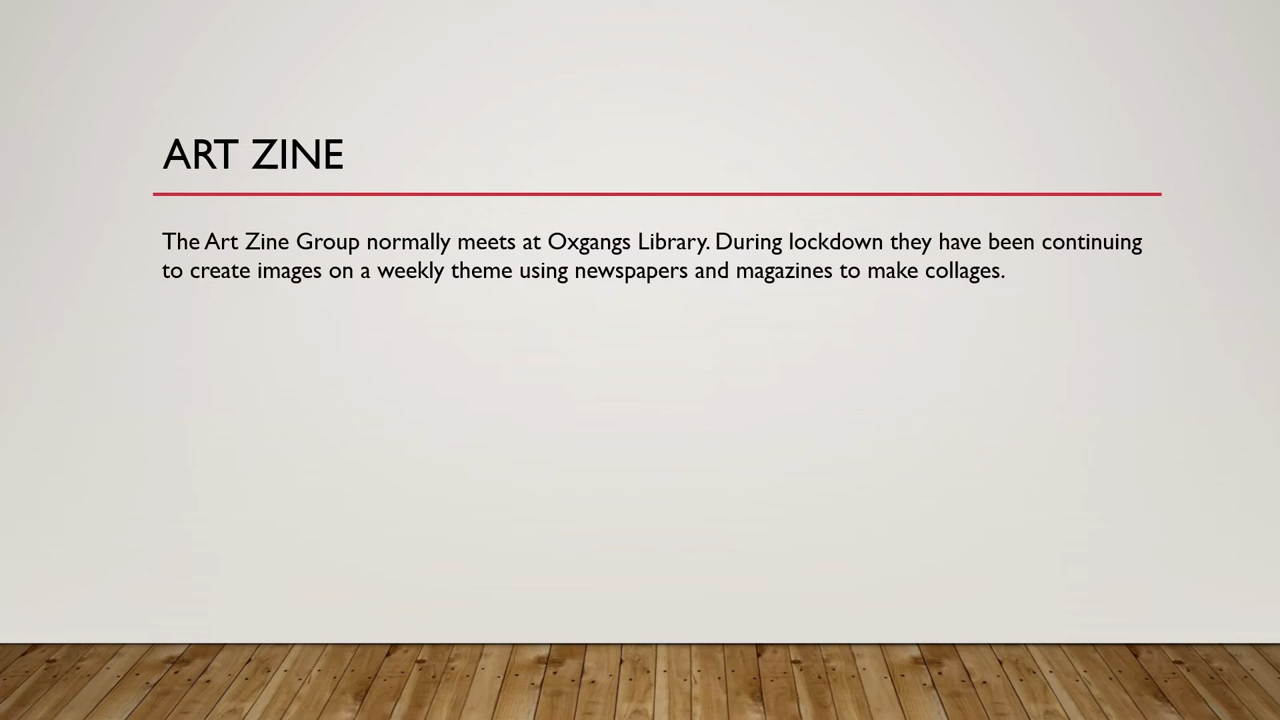 ART ZINE
The Art Zine Group normally meets at Oxgangs Library. During lockdown they have been continuing
to create images on a weekly theme using newspapers and magazines to make collages.